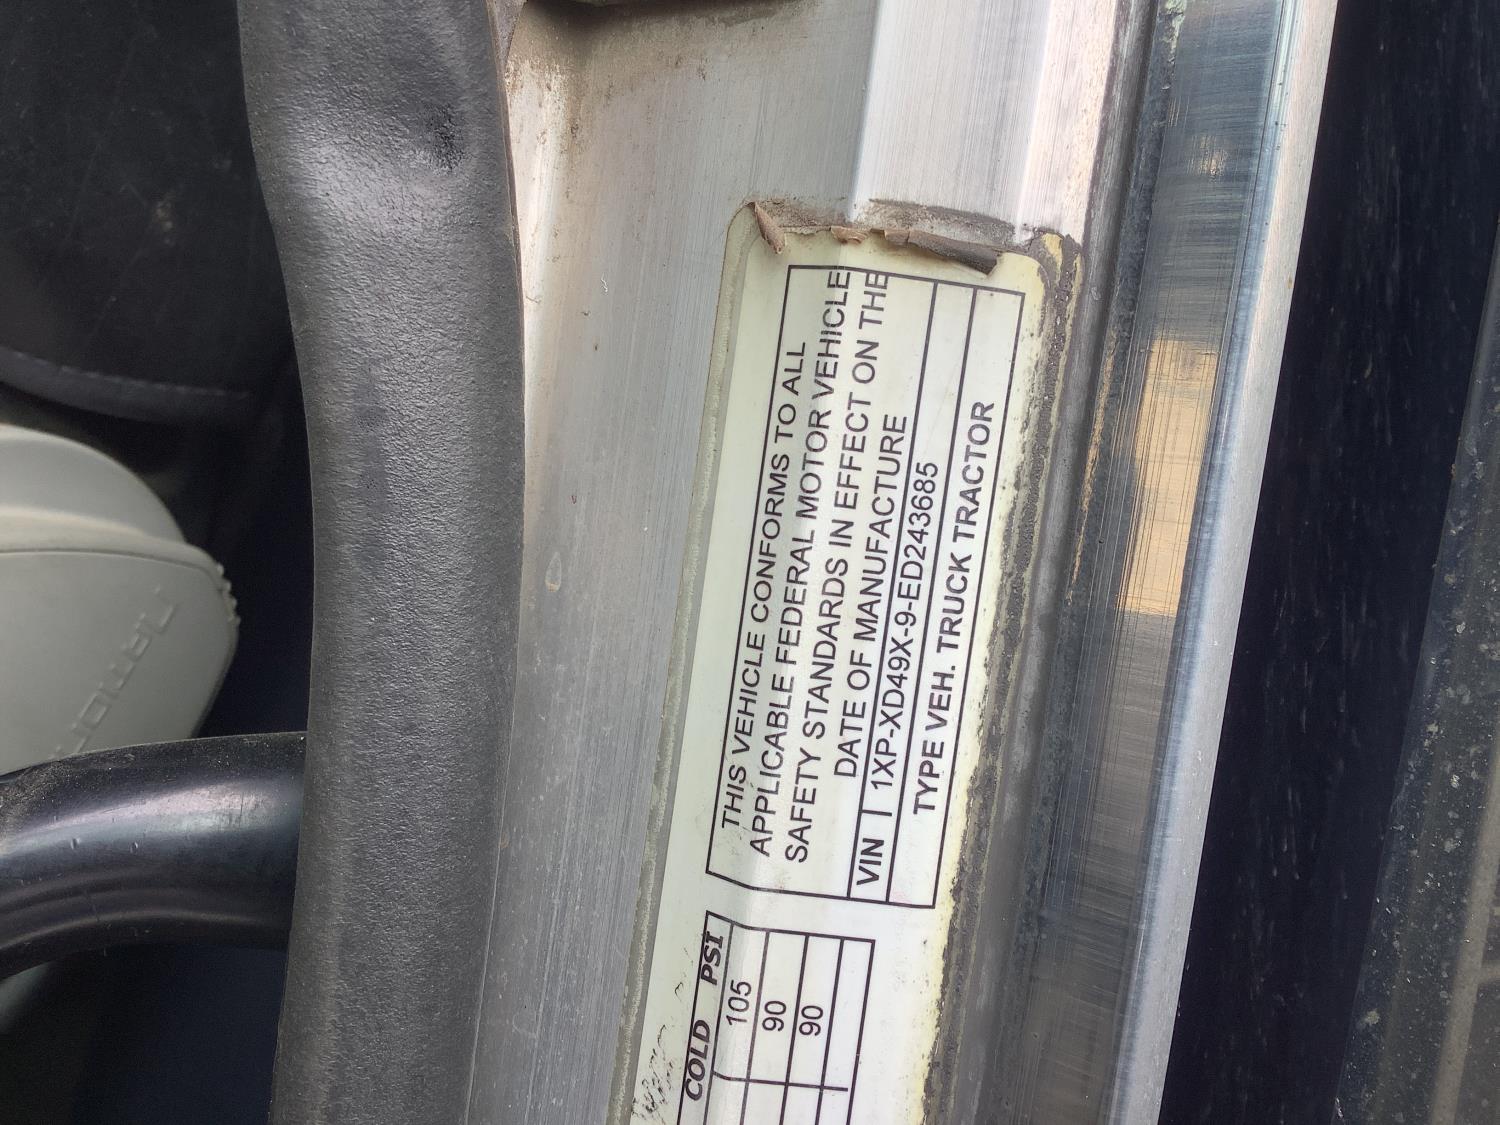 THIS VEHICLE CONFORMS TO ALL
APPLICABLE FEDERAL MOTOR VEHICLE
SAFETY STANDARDS IN EFFECT ON THE
DATE OF MANUFACTURE
VIN 1XP-XD49X-9-ED243685
TYPE VEH. TRUCK TRACTOR
COLD PSI
105
90
90